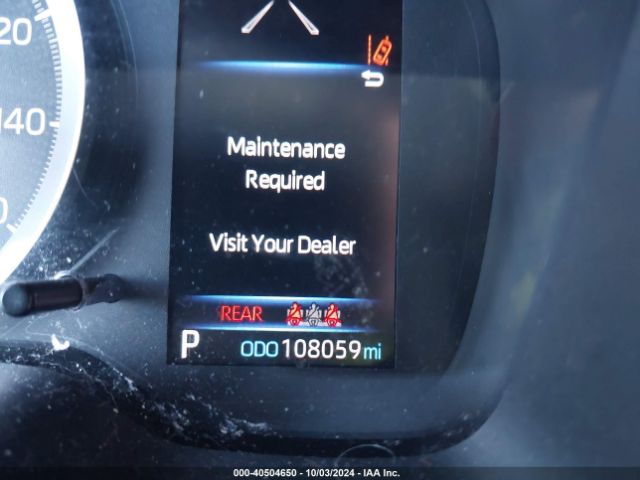 20
140
Maintenance
Required
Visit Your Dealer
REAR
P ODO 108059 mi
000-40504650 - 10/03/2024 - IAA Inc.